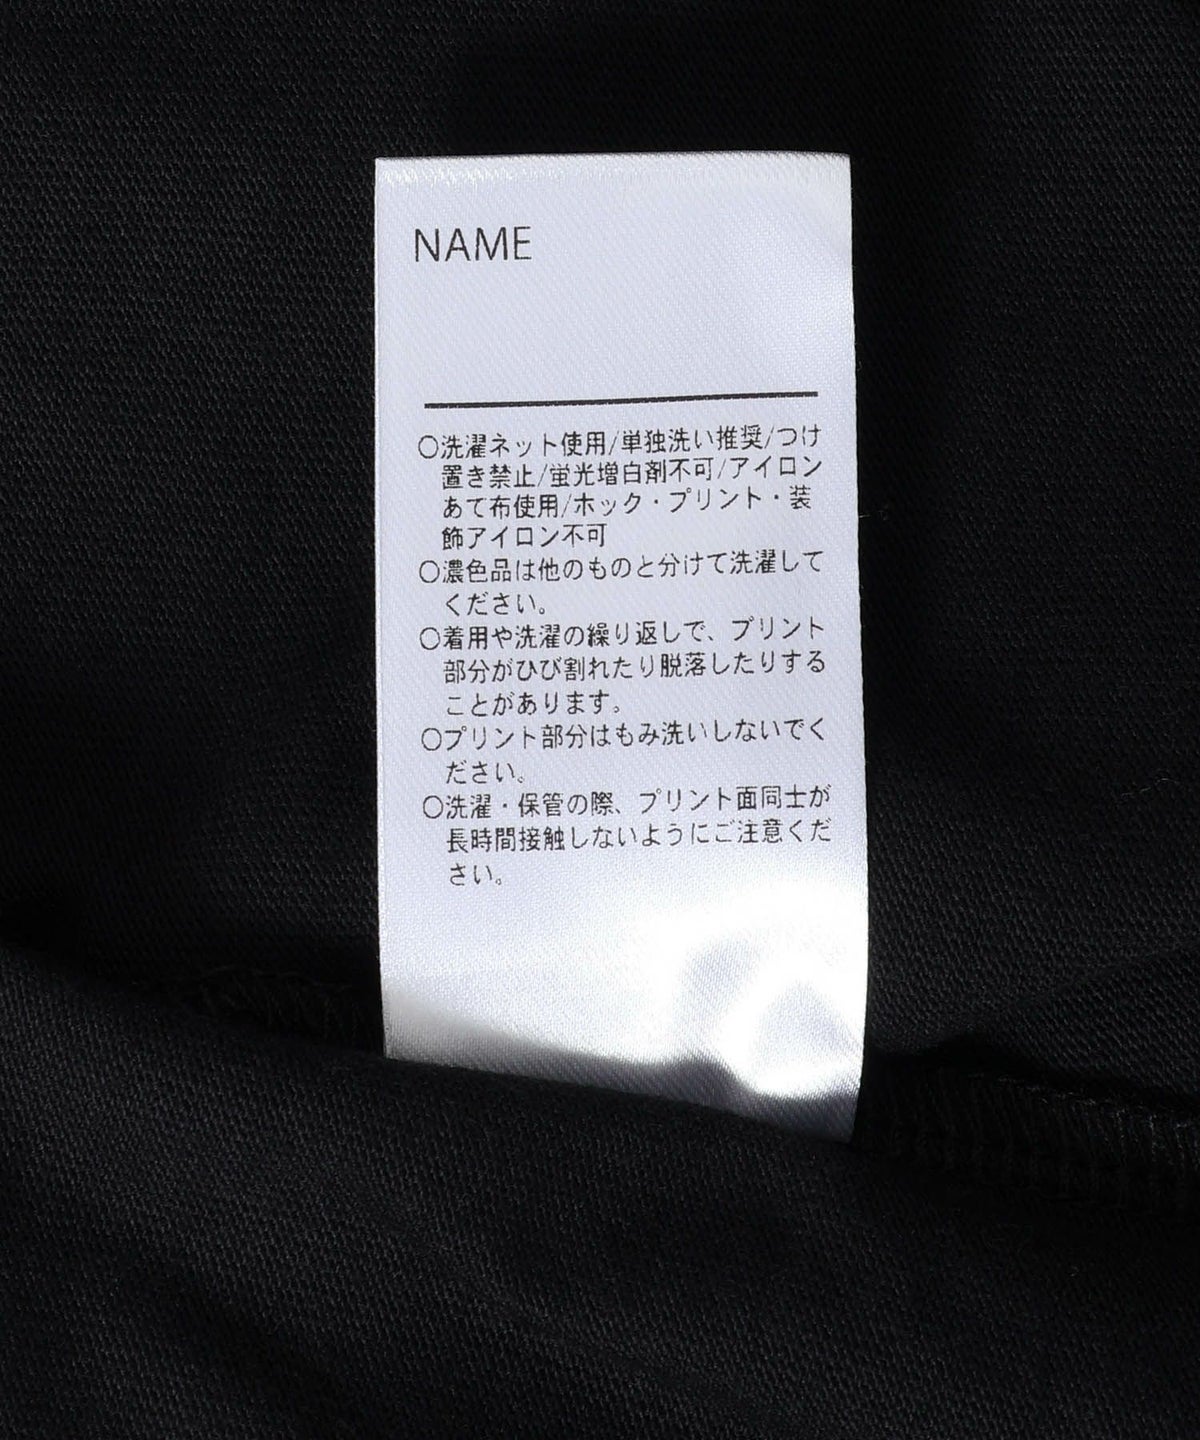 NAME
○洗濯ネット使用/単独洗い推奨/つけ
置き禁止/蛍光増白剤不可/アイロン
あて布使用/ホック・プリント・装
飾アイロン不可
○濃色品は他のものと分けて洗濯して
ください。
○着用や洗濯の繰り返しで、プリント
部分がひび割れたり脱落したりする
ことがあります。
○プリント部分はもみ洗いしないでく
ださい。
○洗濯・保管の際、プリント面同士が
長時間接触しないようにご注意くだ
さい。